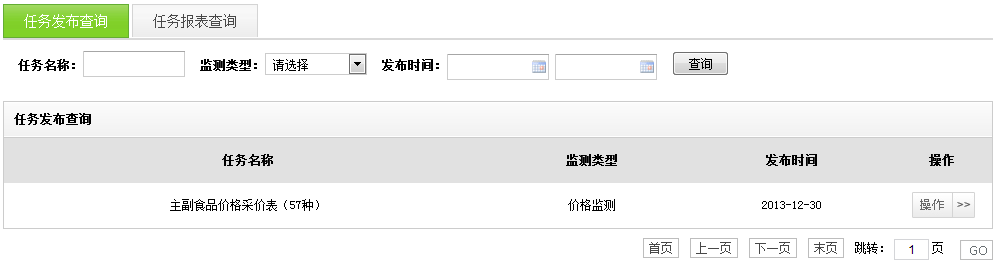 任务发布查询 任务报表查询
任务名称： 监测类型： 请选择 发布时间： 查询
任务发布查询
任务名称 监测类型 发布时间 操作
主副食品价格采价表（57种） 价格监测 2013-12-30 操作 >>
首页 上一页 下一页 末页 跳转： 1 页 GO